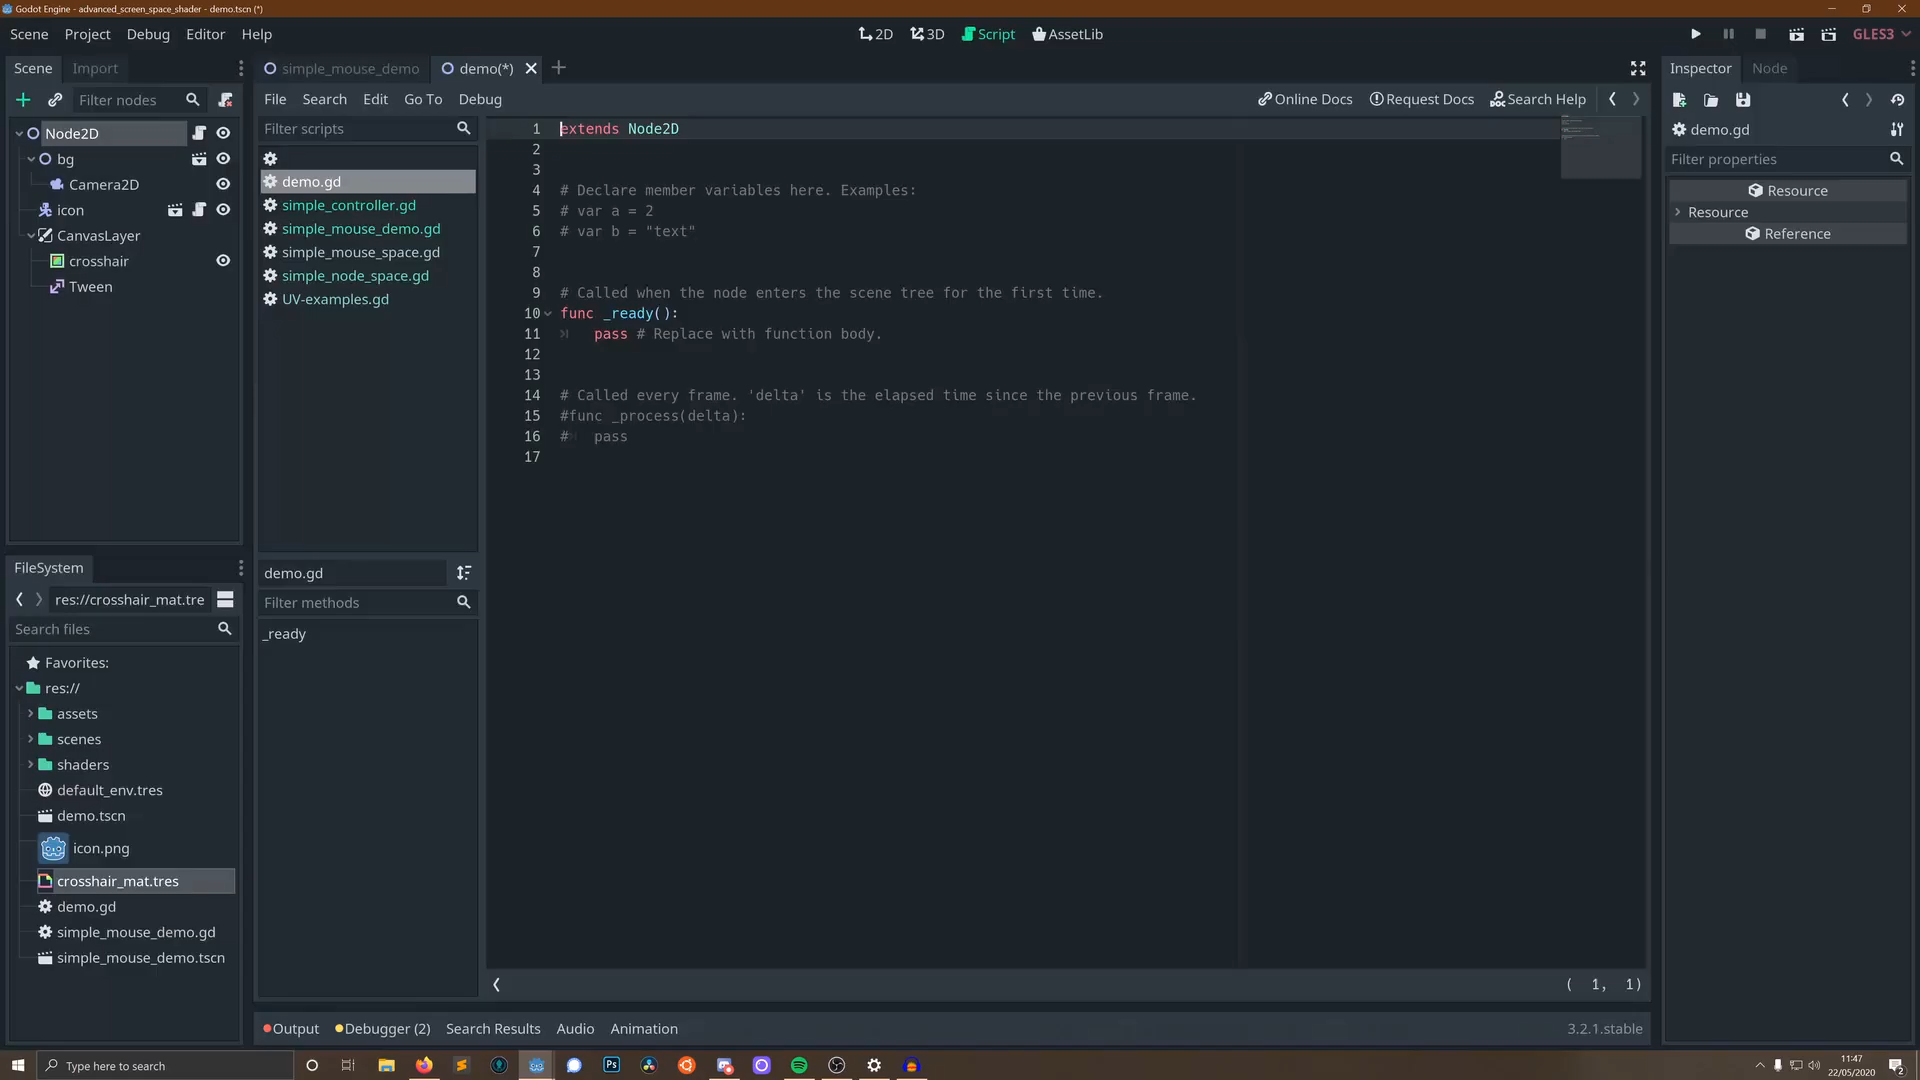 Godot Engine - advanced_screen_space_shader - demo.tscn (*)
Scene Project Debug Editor Help
2D 3D Script AssetLib
GLES3
Scene Import
simple_mouse_demo demo(*)
Inspector Node
Filter nodes
File Search Edit Go To Debug
Online Docs Request Docs Search Help
Node2D
bg
Camera2D
icon
CanvasLayer
crosshair
Tween
Filter scripts
demo.gd
simple_controller.gd
simple_mouse_demo.gd
simple_mouse_space.gd
simple_node_space.gd
UV-examples.gd
demo.gd
Filter methods
_ready
1 extends Node2D
2
3
4 # Declare member variables here. Examples:
5 # var a = 2
6 # var b = "text"
7
8
9 # Called when the node enters the scene tree for the first time.
10 func _ready():
11 pass # Replace with function body.
12
13
14 # Called every frame. 'delta' is the elapsed time since the previous frame.
15 #func _process(delta):
16 # pass
17
( 1, 1)
demo.gd
Filter properties
Resource
Resource
Reference
FileSystem
res://crosshair_mat.tre
Search files
Favorites:
res://
assets
scenes
shaders
default_env.tres
demo.tscn
icon.png
crosshair_mat.tres
demo.gd
simple_mouse_demo.gd
simple_mouse_demo.tscn
Output Debugger (2) Search Results Audio Animation
3.2.1.stable
Type here to search
Ps
11:47
22/05/2020
2